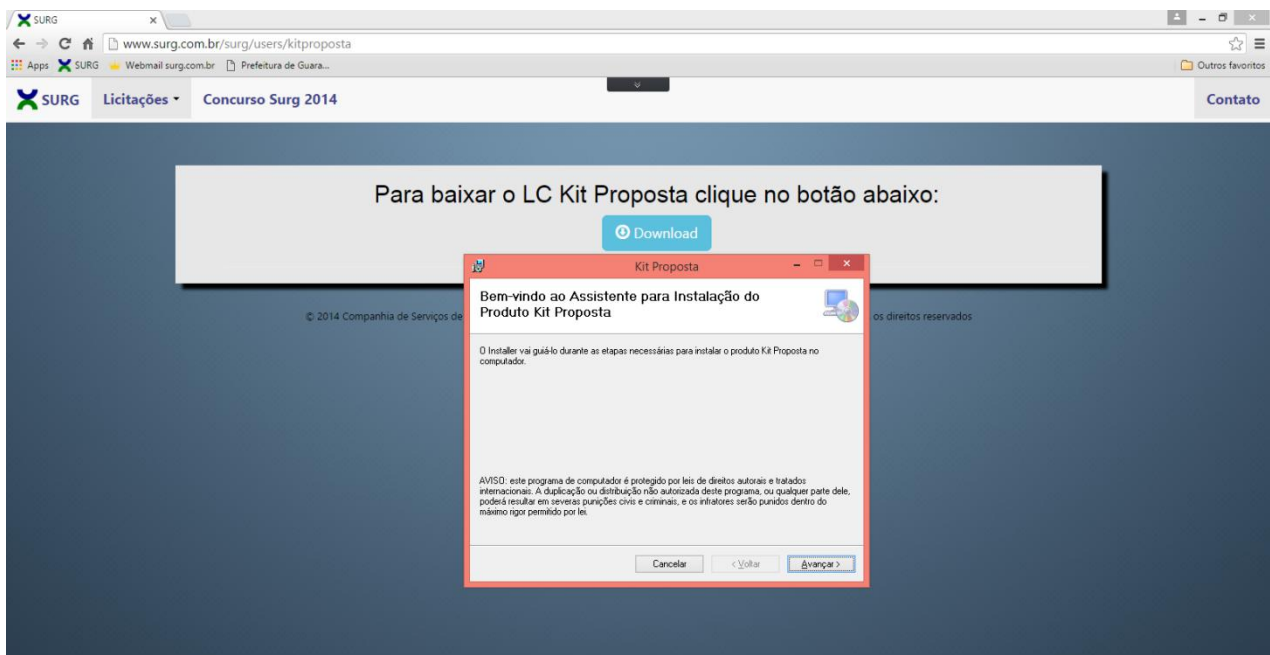 SURG
www.surg.com.br/surg/users/kitproposta
Apps SURG Webmail surg.com.br Prefeitura de Guara... Outros favoritos
SURG Licitações Concurso Surg 2014 Contato
Para baixar o LC Kit Proposta clique no botão abaixo:
Download
Kit Proposta
Bem-vindo ao Assistente para Instalação do
Produto Kit Proposta
© 2014 Companhia de Serviços de os direitos reservados
O Installer vai guiá-lo durante as etapas necessárias para instalar o produto Kit Proposta no
computador.
AVISO: este programa de computador é protegido por leis de direitos autorais e tratados
internacionais. A duplicação ou distribuição não autorizada deste programa, ou qualquer parte dele,
poderá resultar em severas punições civis e criminais, e os infratores serão punidos dentro do
máximo rigor permitido por lei.
Cancelar < Voltar Avançar >